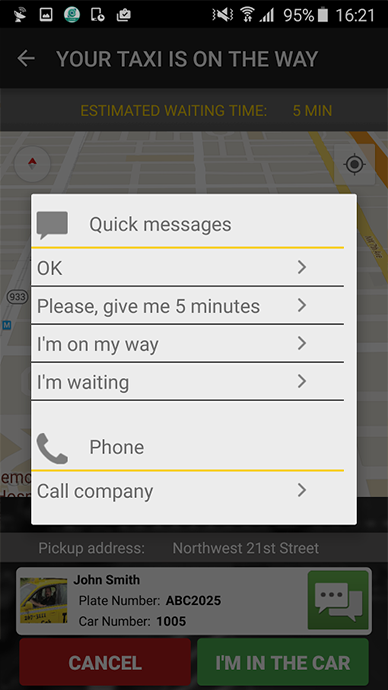 95% 16:21
YOUR TAXI IS ON THE WAY
ESTIMATED WAITING TIME: 5 MIN
Quick messages
OK
933
Please, give me 5 minutes
M
I'm on my way
I'm waiting
Phone
Call company
Pickup address: Northwest 21st Street
John Smith
Plate Number: ABC2025
Car Number: 1005
CANCEL
I'M IN THE CAR